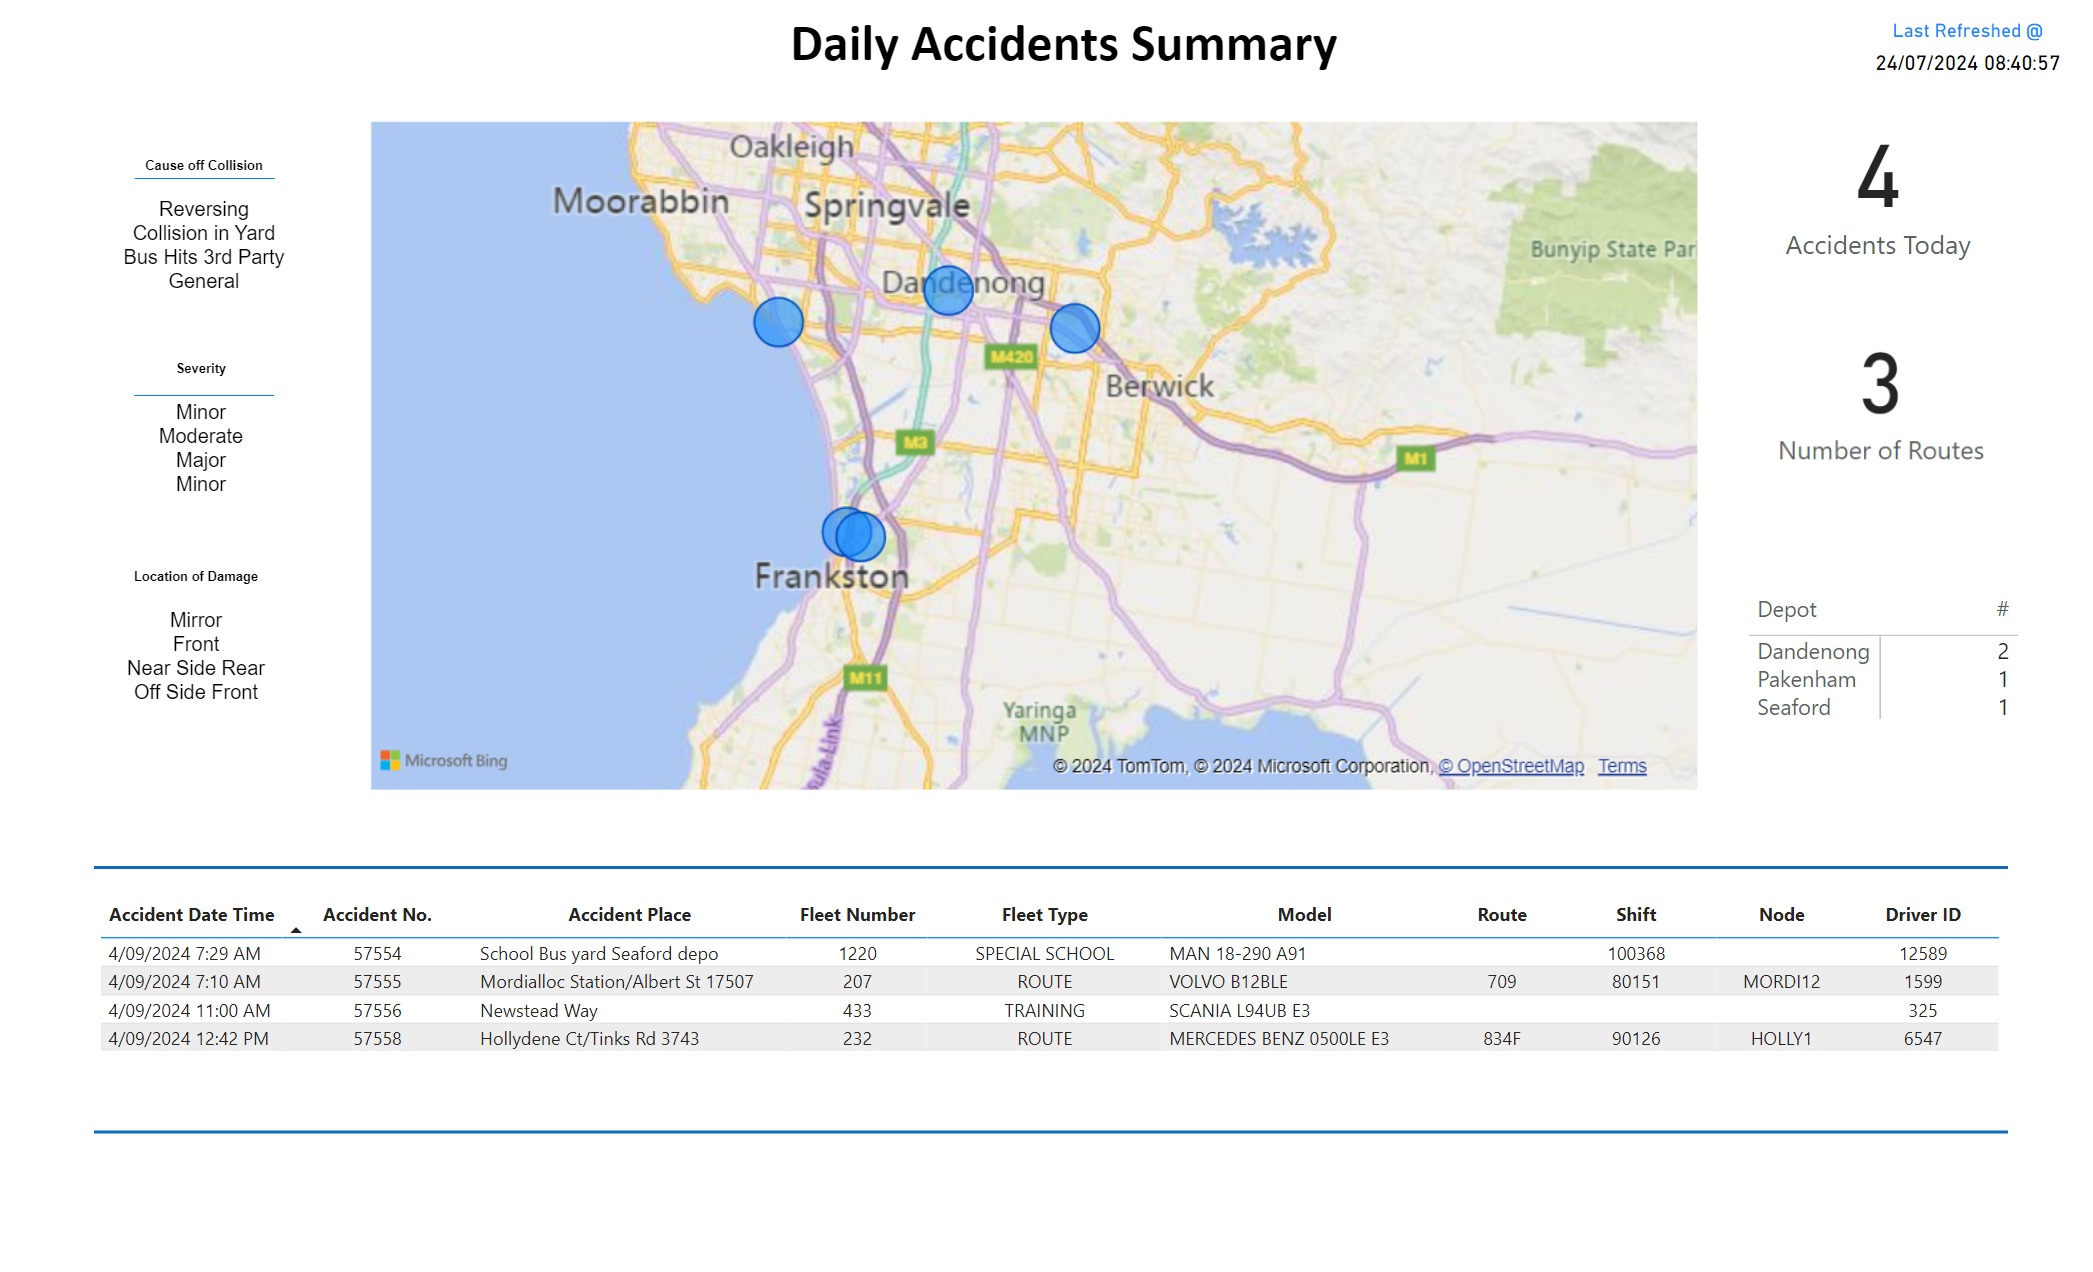 Daily Accidents Summary
Last Refreshed @
24/07/2024 08:40:57
Cause off Collision
Reversing
Collision in Yard
Bus Hits 3rd Party
General
Severity
Minor
Moderate
Major
Minor
Location of Damage
Mirror
Front
Near Side Rear
Off Side Front
Oakleigh
Moorabbin
Springvale
Bunyip State Par
Dandenong
M420
Berwick
M3
M1
Frankston
M11
Yaringa
MNP
ula-Link
Microsoft Bing
© 2024 TomTom, © 2024 Microsoft Corporation, © OpenStreetMap Terms
4
Accidents Today
3
Number of Routes
Depot #
Dandenong 2
Pakenham 1
Seaford 1
Accident Date Time Accident No. Accident Place Fleet Number Fleet Type Model Route Shift Node Driver ID
4/09/2024 7:29 AM 57554 School Bus yard Seaford depo 1220 SPECIAL SCHOOL MAN 18-290 A91 100368 12589
4/09/2024 7:10 AM 57555 Mordialloc Station/Albert St 17507 207 ROUTE VOLVO B12BLE 709 80151 MORDI12 1599
4/09/2024 11:00 AM 57556 Newstead Way 433 TRAINING SCANIA L94UB E3 325
4/09/2024 12:42 PM 57558 Hollydene Ct/Tinks Rd 3743 232 ROUTE MERCEDES BENZ 0500LE E3 834F 90126 HOLLY1 6547